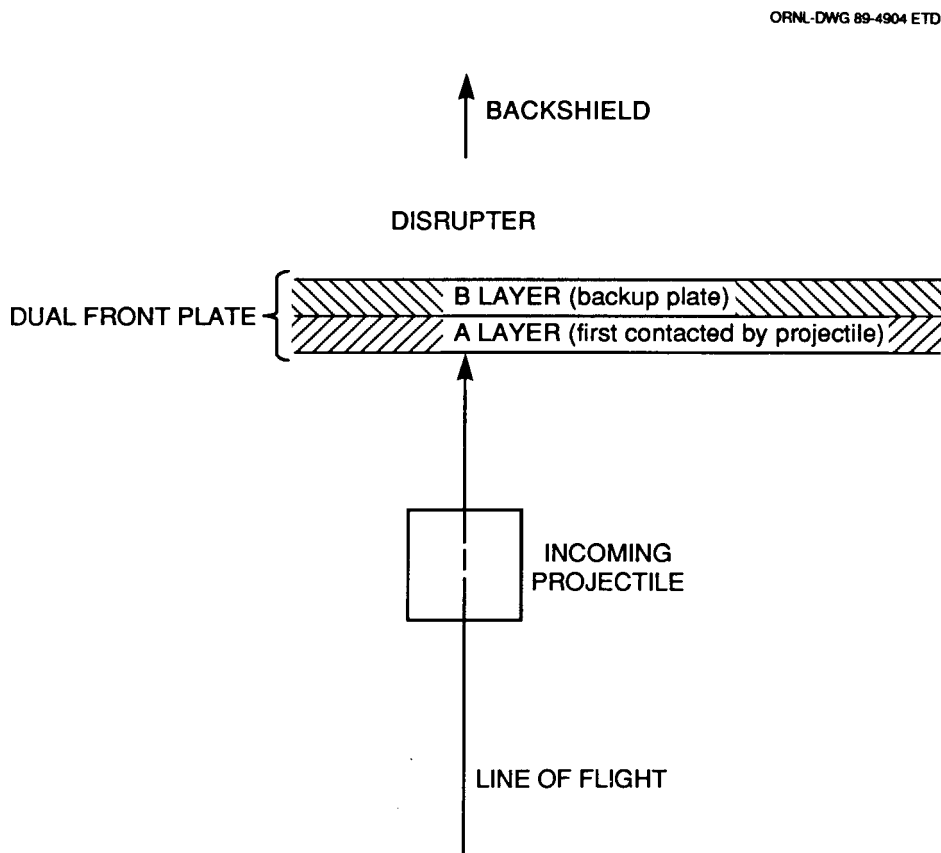 ORNL-DWG 89-4904 ETD
BACKSHIELD
DISRUPTER
DUAL FRONT PLATE
B LAYER (backup plate)
A LAYER (first contacted by projectile)
INCOMING
PROJECTILE
LINE OF FLIGHT